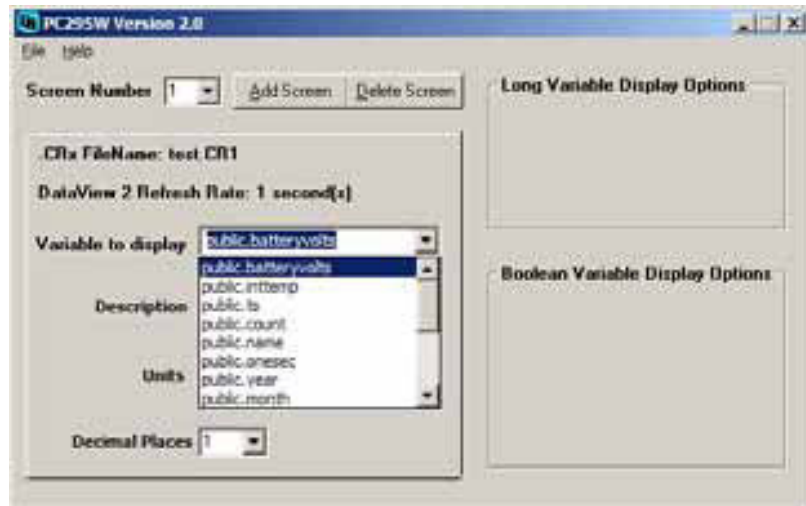 PC295W Version 2.0
File Help
Screen Number 1 Add Screen Delete Screen
Long Variable Display Options
.CRx FileName: test.CR1
DataView 2 Refresh Rate: 1 second(s)
Variable to display public.batteryvolts
public.batteryvolts
public.inttemp
public.count
public.name
public.onesec
public.year
public.month
Description
Units
Decimal Places 1
Boolean Variable Display Options